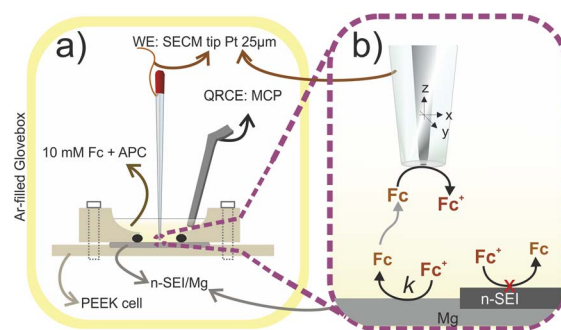 a)
WE: SECM tip Pt 25μm
QRCE: MCP
10 mM Fc + APC
Ar-filled Glovebox
n-SEI/Mg
PEEK cell
b)
z
x
y
Fc
Fc⁺
Fc
Fc⁺
k
Fc⁺
Fc
n-SEI
Mg